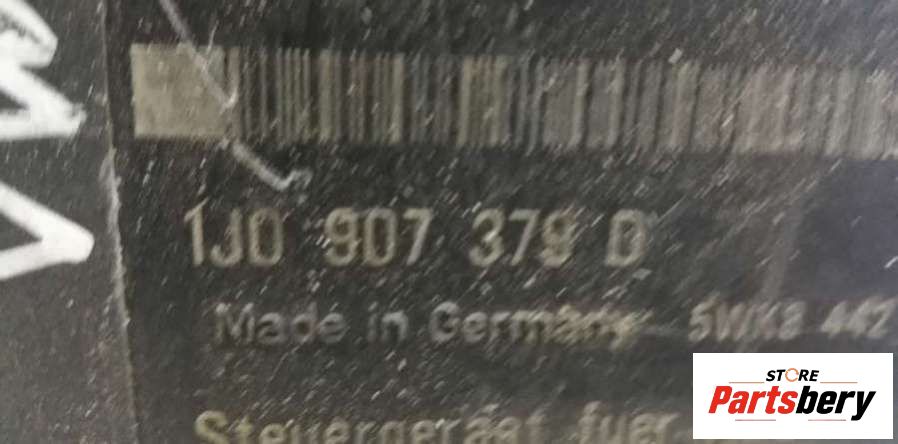 1J0 907 379 D
Made in Germany 5WK8 442
Steuergerät fuer
STORE
Partsbery